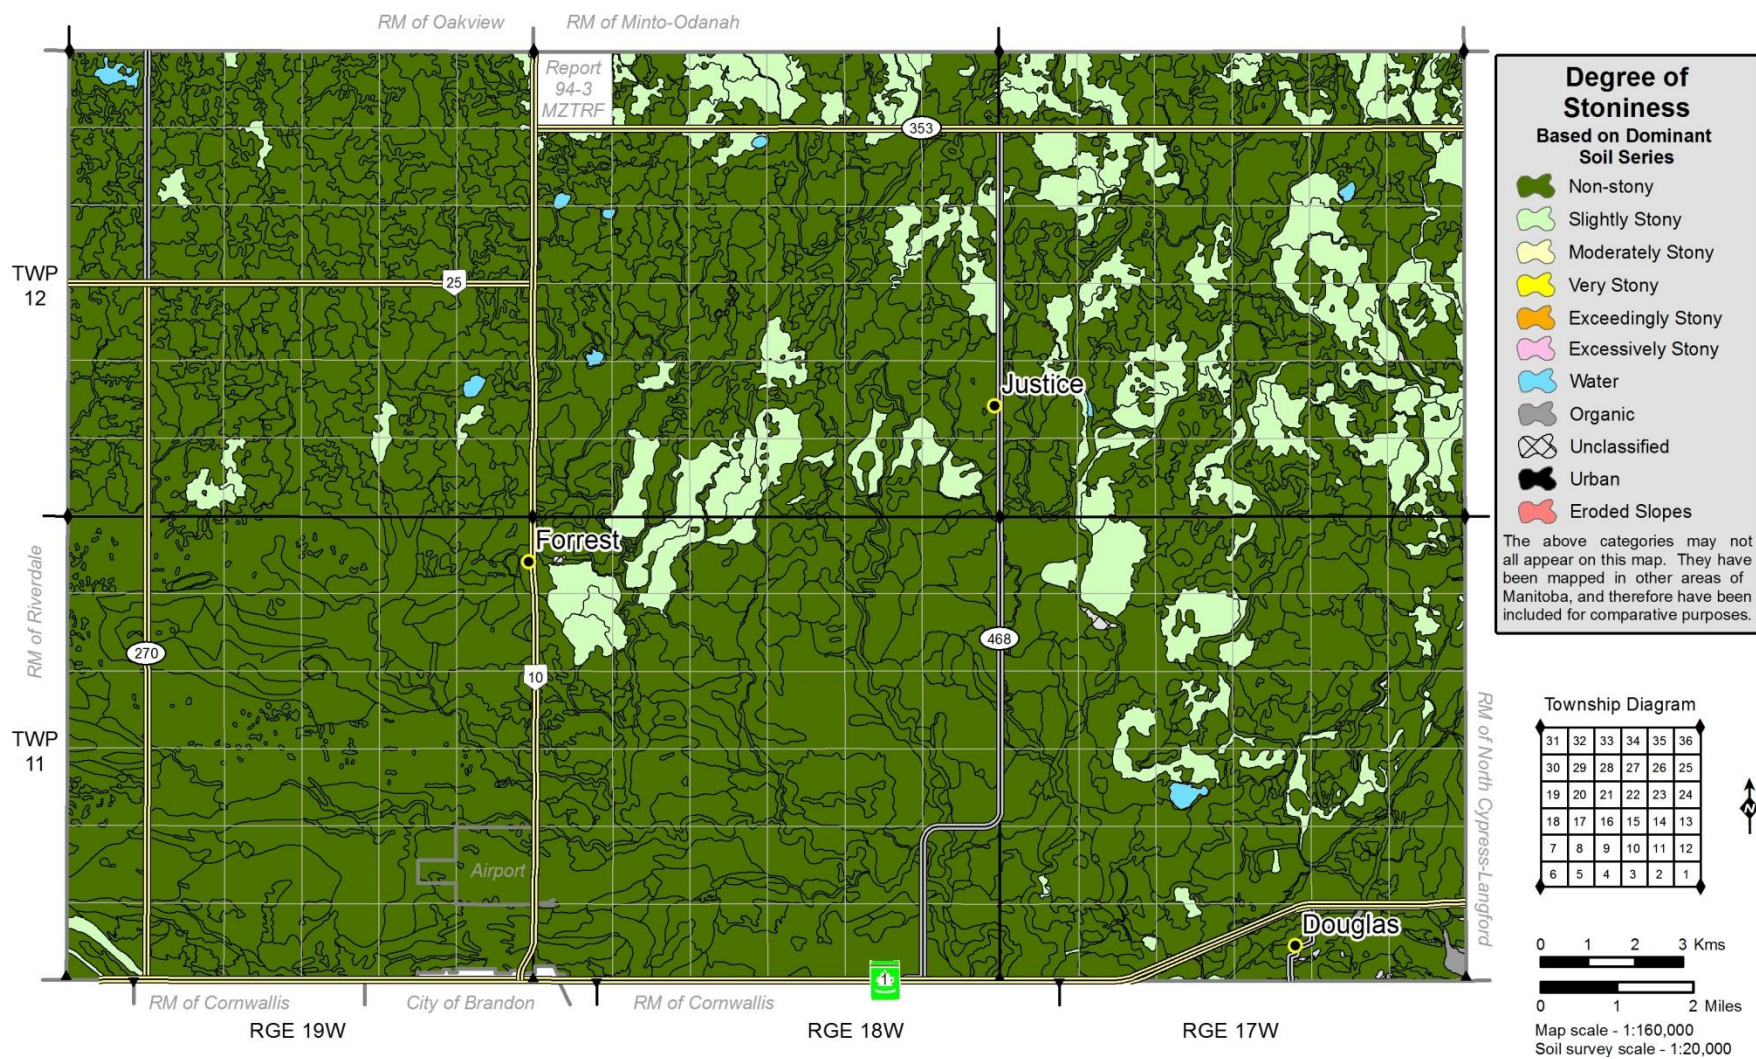 RM of Oakview
RM of Minto-Odanah
Report
94-3
MZTRF
353
TWP
12
25
Justice
Forrest
RM of Riverdale
270
468
10
TWP
11
RM of North Cypress-Langford
Airport
Douglas
1
RM of Cornwallis
City of Brandon
RM of Cornwallis
RGE 19W
RGE 18W
RGE 17W
Degree of
Stoniness
Based on Dominant
Soil Series
Non-stony
Slightly Stony
Moderately Stony
Very Stony
Exceedingly Stony
Excessively Stony
Water
Organic
Unclassified
Urban
Eroded Slopes
The above categories may not
all appear on this map. They have
been mapped in other areas of
Manitoba, and therefore have been
included for comparative purposes.
Township Diagram
31 32 33 34 35 36
30 29 28 27 26 25
19 20 21 22 23 24
18 17 16 15 14 13
7 8 9 10 11 12
6 5 4 3 2 1
N
0 1 2 3 Kms
0 1 2 Miles
Map scale - 1:160,000
Soil survey scale - 1:20,000